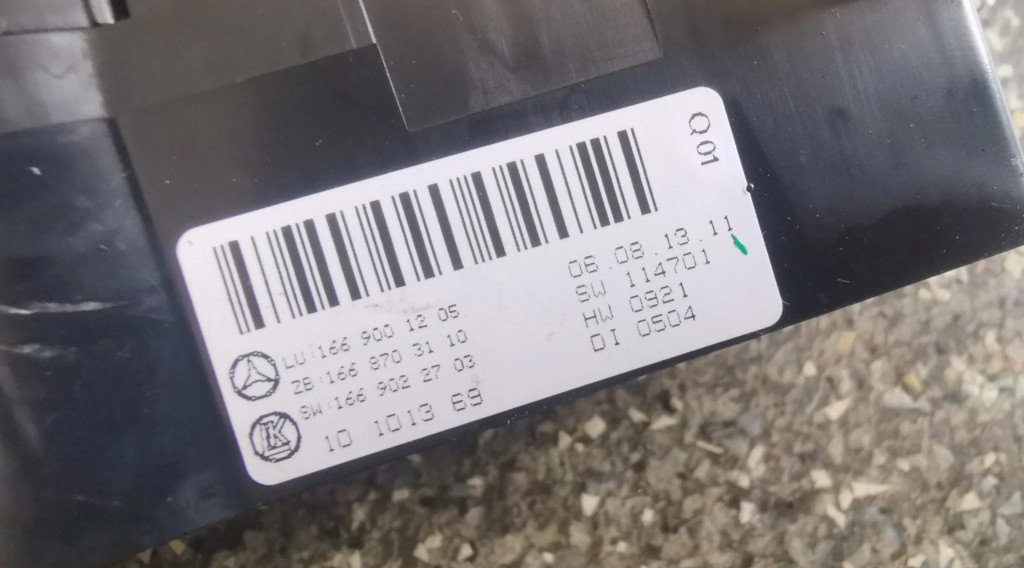 Q01
LU:166 900 12 05
ZB:166 870 31 10
SW:166 902 27 03
K
10 1013 69
06.08.13.11
SW 114701
HW 0921
DI 0504